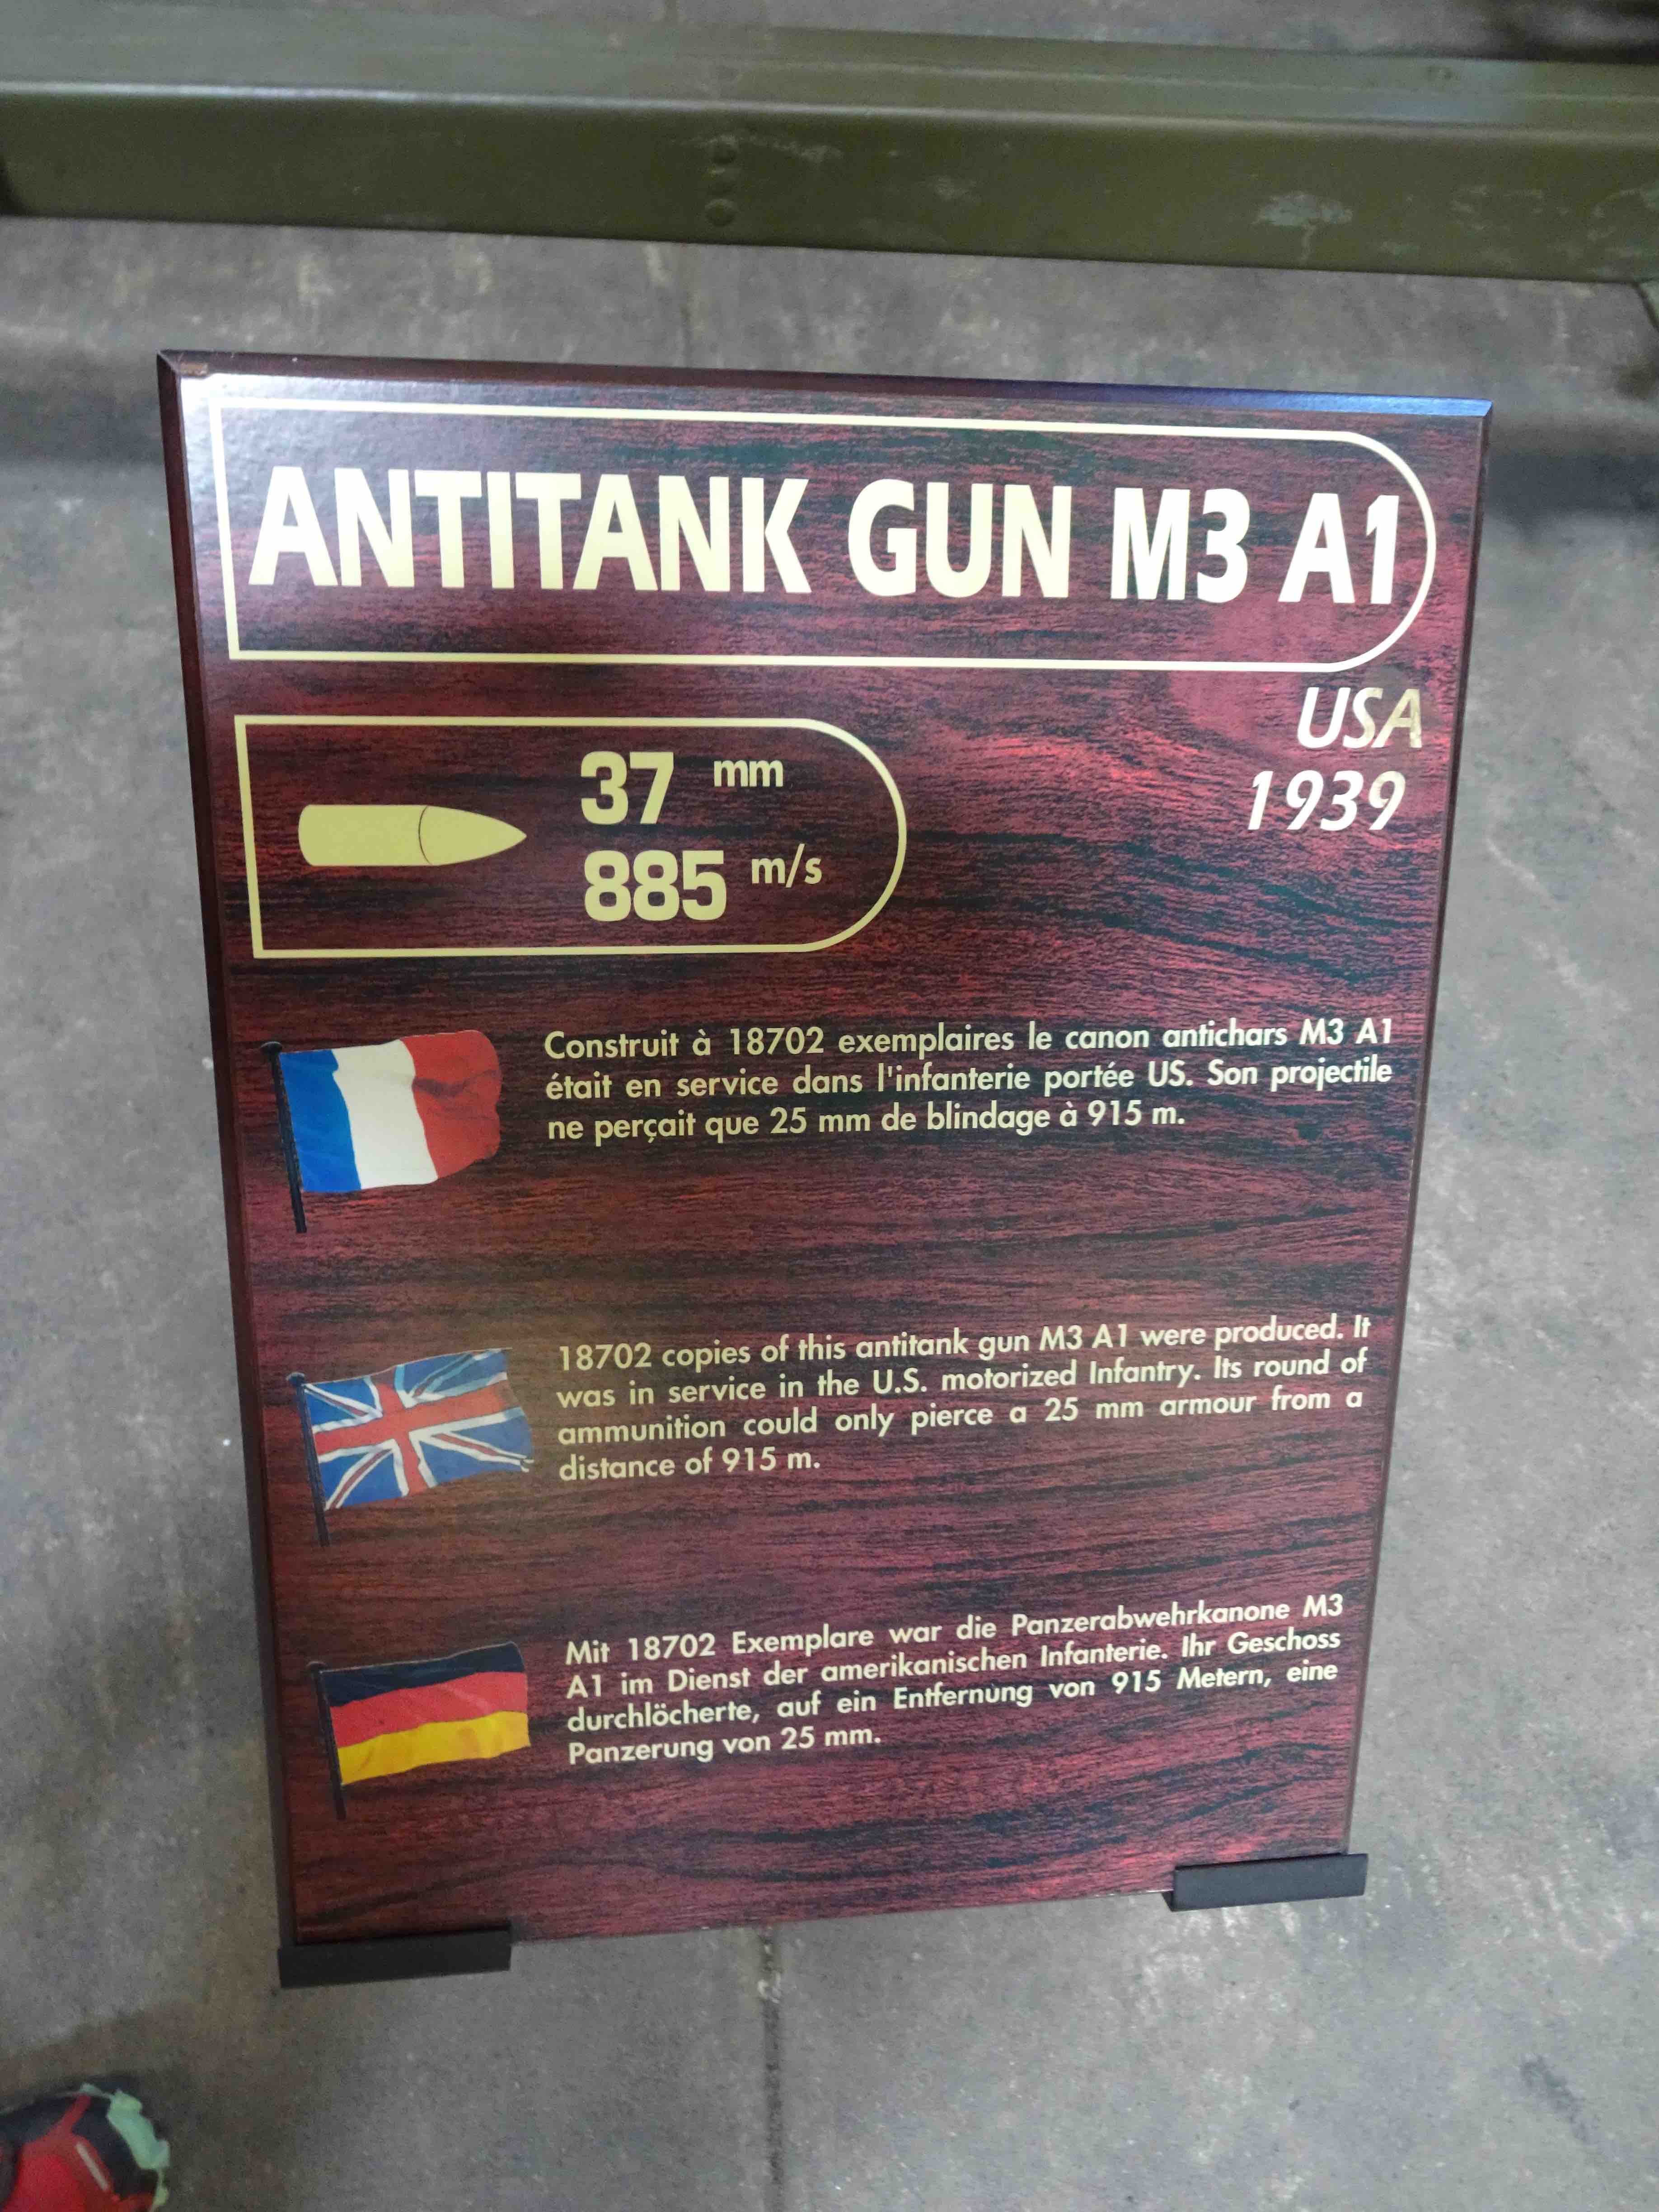 ANTITANK GUN M3 A1
USA
1939
37 mm
885 m/s
Construit à 18702 exemplaires le canon antichars M3 A1
était en service dans l'infanterie portée US. Son projectile
ne perçait que 25 mm de blindage à 915 m.
18702 copies of this antitank gun M3 A1 were produced. It
was in service in the U.S. motorized Infantry. Its round of
ammunition could only pierce a 25 mm armour from a
distance of 915 m.
Mit 18702 Exemplare war die Panzerabwehrkanone M3
A1 im Dienst der amerikanischen Infanterie. Ihr Geschoss
durchlöcherte, auf ein Entfernung von 915 Metern, eine
Panzerung von 25 mm.